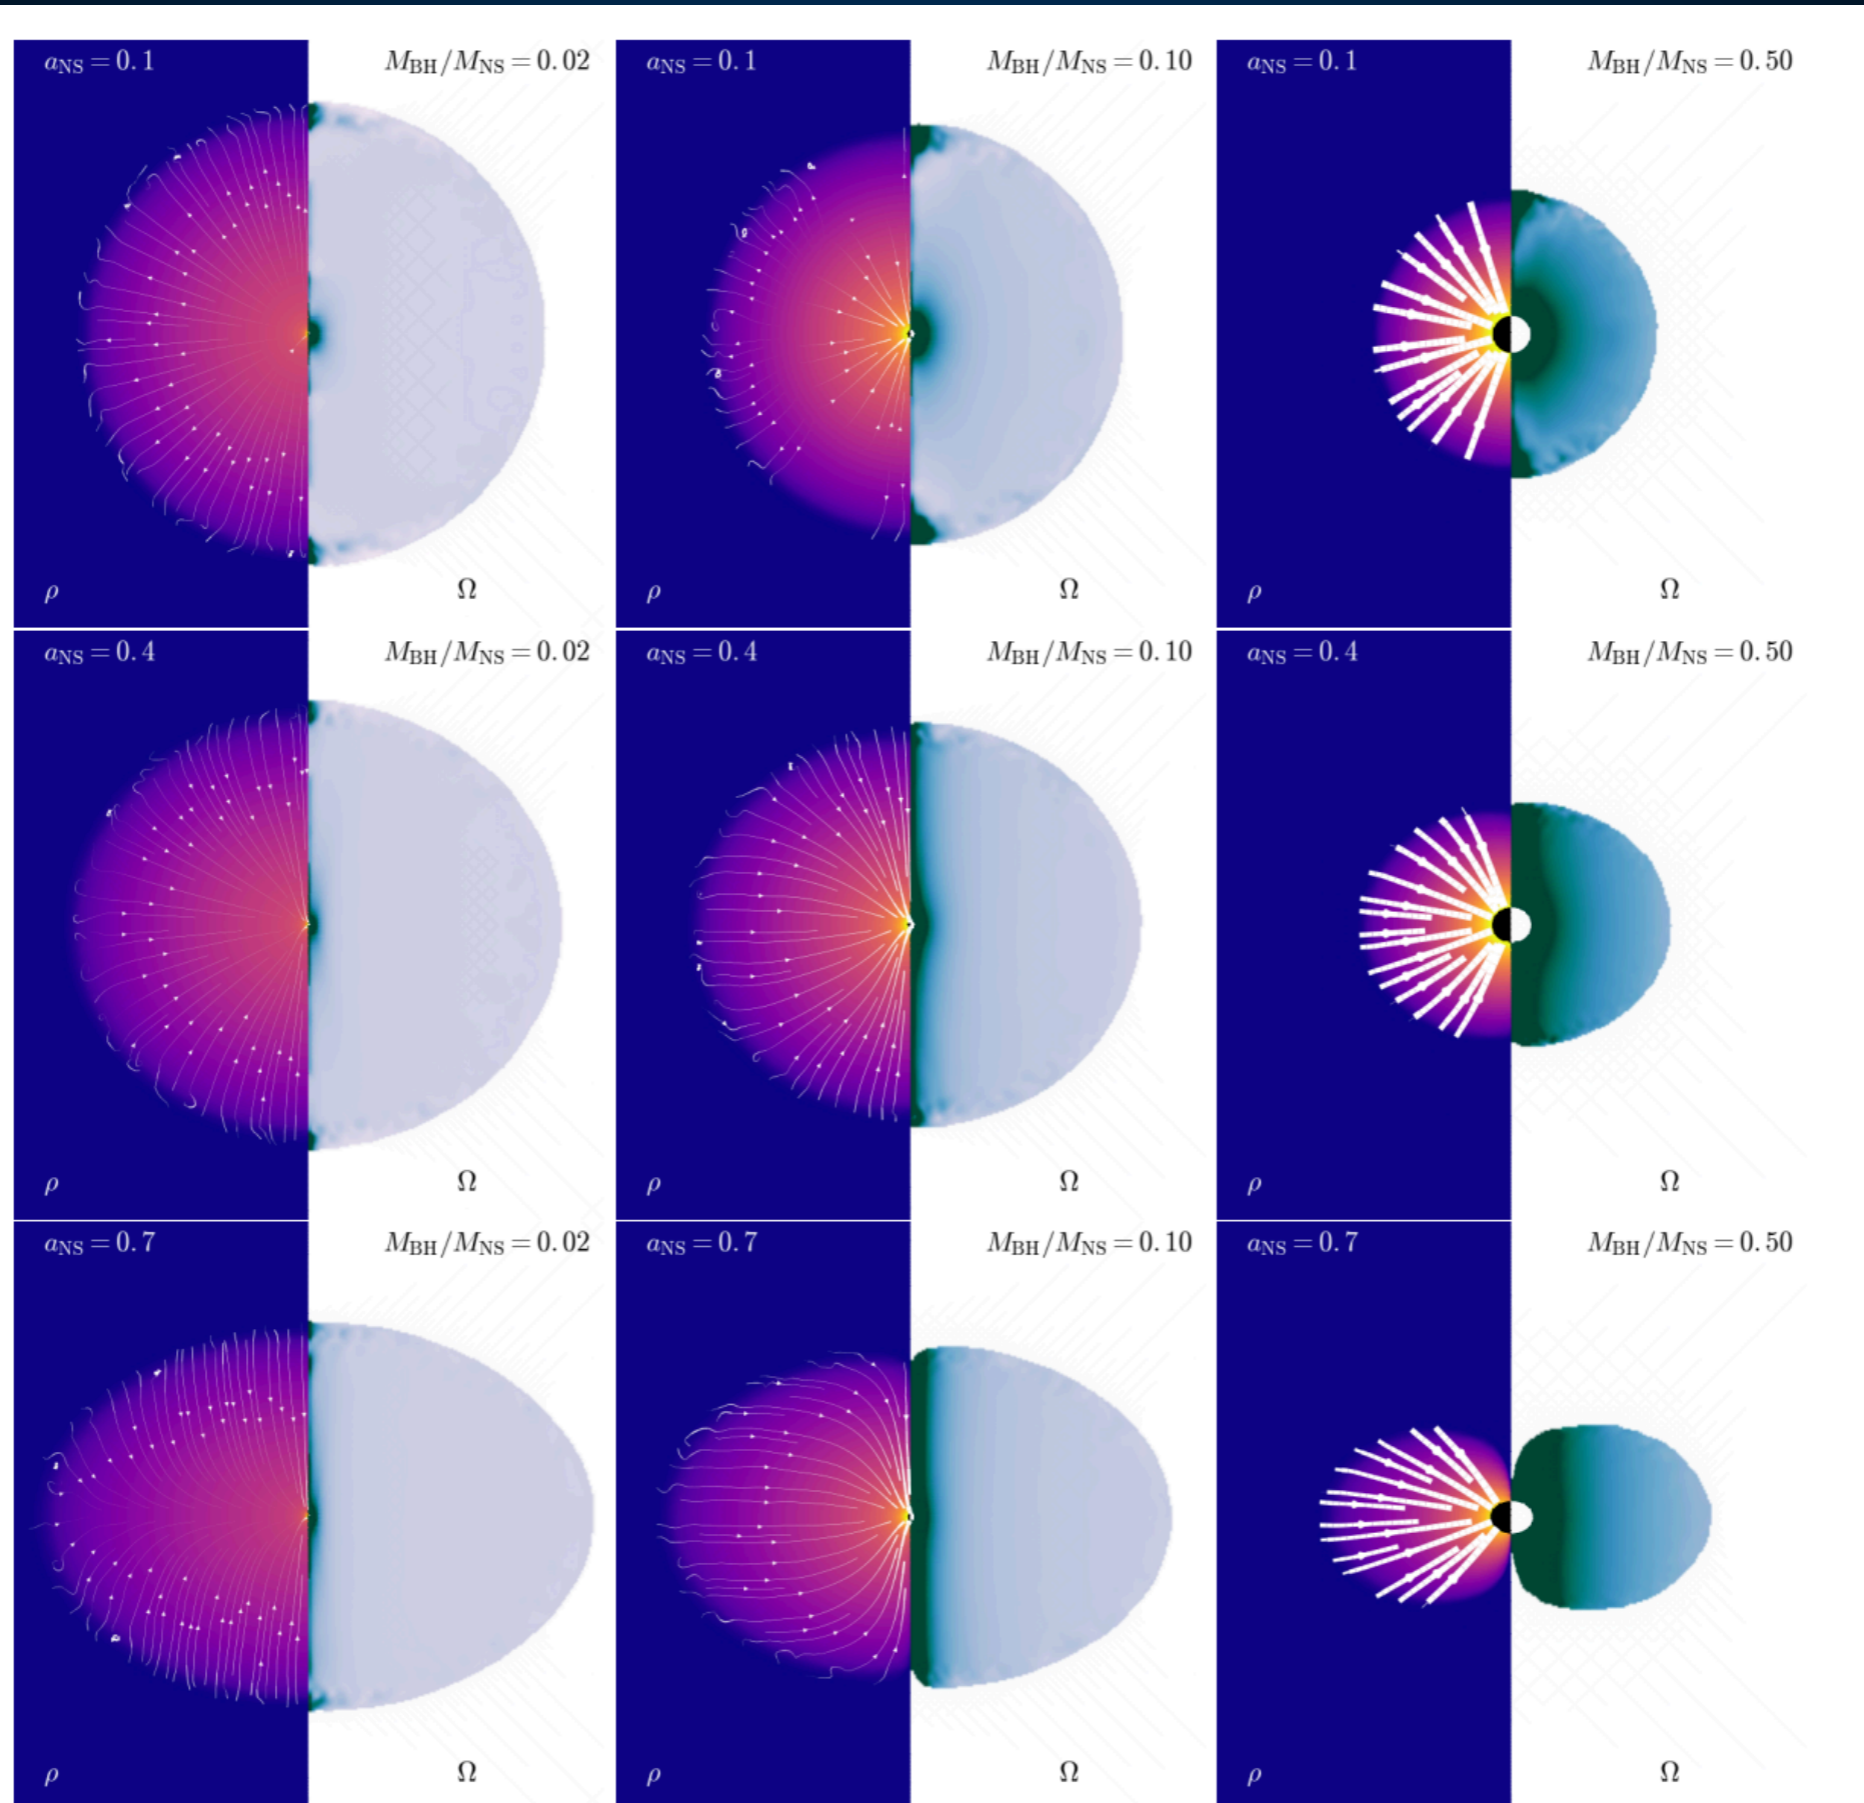 a_NS = 0.1 M_BH/M_NS = 0.02 a_NS = 0.1 M_BH/M_NS = 0.10 a_NS = 0.1 M_BH/M_NS = 0.50
ρ Ω ρ Ω ρ Ω
a_NS = 0.4 M_BH/M_NS = 0.02 a_NS = 0.4 M_BH/M_NS = 0.10 a_NS = 0.4 M_BH/M_NS = 0.50
ρ Ω ρ Ω ρ Ω
a_NS = 0.7 M_BH/M_NS = 0.02 a_NS = 0.7 M_BH/M_NS = 0.10 a_NS = 0.7 M_BH/M_NS = 0.50
ρ Ω ρ Ω ρ Ω